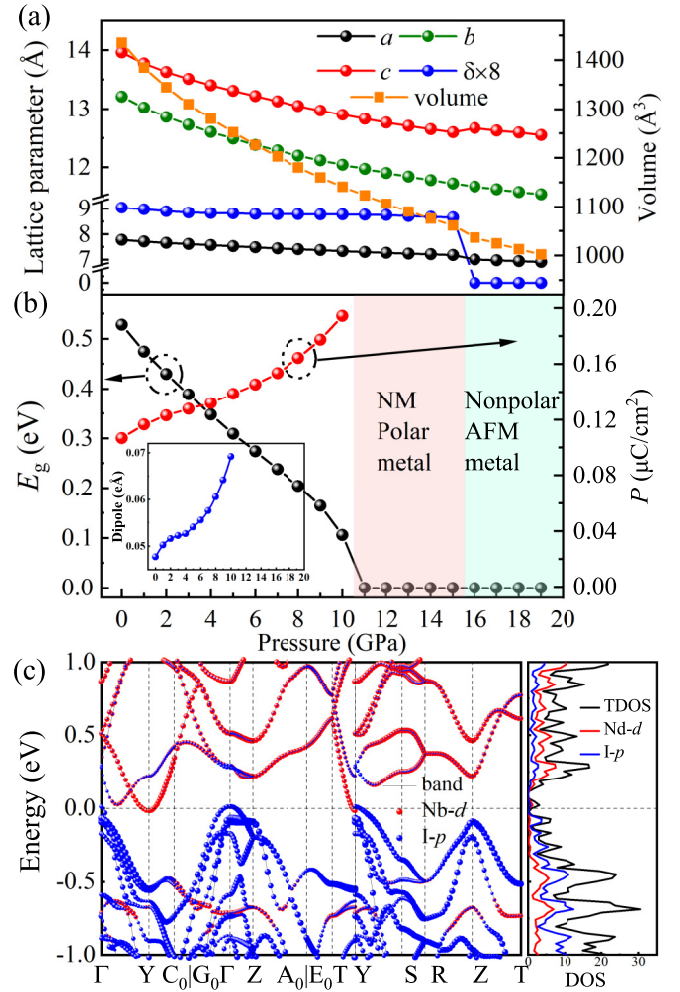 (a)
a
b
c
δ×8
volume
Lattice parameter (Å)
14
13
12
9
8
7
0
Volume (Å³)
1400
1300
1200
1100
1000
(b)
E_g (eV)
0.5
0.4
0.3
0.2
0.1
0.0
P (μC/cm²)
0.20
0.16
0.12
0.08
0.04
0.00
NM
Polar
metal
Nonpolar
AFM
metal
Dipole (eÅ)
0.07
0.06
0.05
0 2 4 6 8 10 12 14 16 18 20
0 2 4 6 8 10 12 14 16 18 20
Pressure (GPa)
(c)
Energy (eV)
1.0
0.5
0.0
-0.5
-1.0
band
Nb-d
I-p
Γ Y C₀|G₀Γ Z A₀|E₀T Y S R Z T
TDOS
Nd-d
I-p
0 10 20 30
DOS